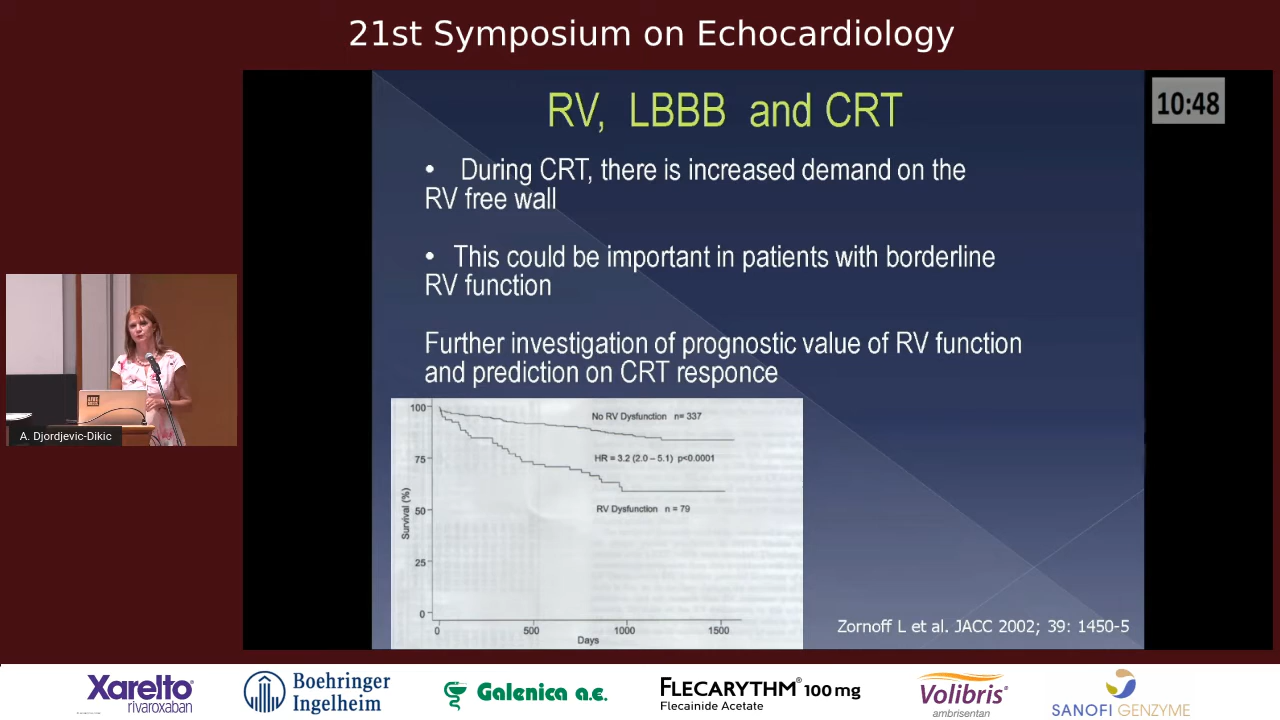 21st Symposium on Echocardiology
RV, LBBB and CRT
10:48
• During CRT, there is increased demand on the
RV free wall
• This could be important in patients with borderline
RV function
Further investigation of prognostic value of RV function
and prediction on CRT responce
100
75
50
25
0
Survival (%)
No RV Dysfunction n= 337
HR = 3.2 (2.0 – 5.1) p<0.0001
RV Dysfunction n = 79
0
500
1000
1500
Days
Zornoff L et al. JACC 2002; 39: 1450-5
LIVE
A. Djordjevic-Dikic
Xarelto®
rivaroxaban
Boehringer
Ingelheim
Galenica a.e.
FLECARYTHM® 100 mg
Flecainide Acetate
Volibris®
ambrisentan
SANOFI GENZYME